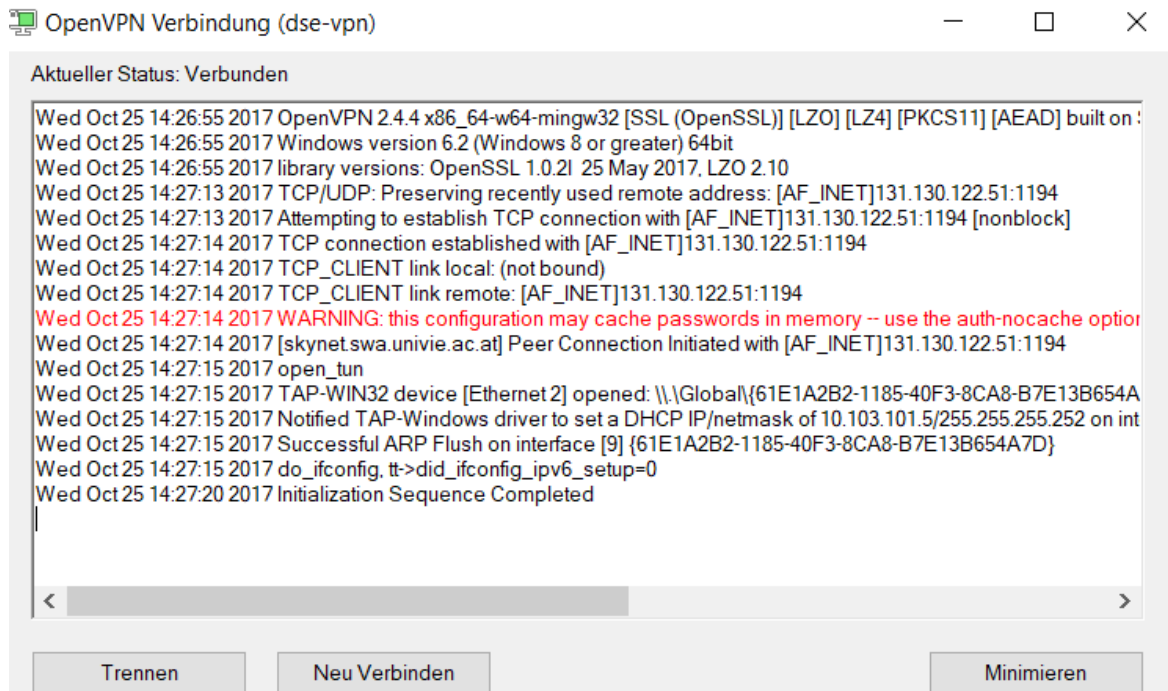 OpenVPN Verbindung (dse-vpn)
Aktueller Status: Verbunden
Wed Oct 25 14:26:55 2017 OpenVPN 2.4.4 x86_64-w64-mingw32 [SSL (OpenSSL)] [LZO] [LZ4] [PKCS11] [AEAD] built on
Wed Oct 25 14:26:55 2017 Windows version 6.2 (Windows 8 or greater) 64bit
Wed Oct 25 14:26:55 2017 library versions: OpenSSL 1.0.2l  25 May 2017, LZO 2.10
Wed Oct 25 14:27:13 2017 TCP/UDP: Preserving recently used remote address: [AF_INET]131.130.122.51:1194
Wed Oct 25 14:27:13 2017 Attempting to establish TCP connection with [AF_INET]131.130.122.51:1194 [nonblock]
Wed Oct 25 14:27:14 2017 TCP connection established with [AF_INET]131.130.122.51:1194
Wed Oct 25 14:27:14 2017 TCP_CLIENT link local: (not bound)
Wed Oct 25 14:27:14 2017 TCP_CLIENT link remote: [AF_INET]131.130.122.51:1194
Wed Oct 25 14:27:14 2017 WARNING: this configuration may cache passwords in memory -- use the auth-nocache option
Wed Oct 25 14:27:14 2017 [skynet.swa.univie.ac.at] Peer Connection Initiated with [AF_INET]131.130.122.51:1194
Wed Oct 25 14:27:15 2017 open_tun
Wed Oct 25 14:27:15 2017 TAP-WIN32 device [Ethernet 2] opened: \\.\Global\{61E1A2B2-1185-40F3-8CA8-B7E13B654A
Wed Oct 25 14:27:15 2017 Notified TAP-Windows driver to set a DHCP IP/netmask of 10.103.101.5/255.255.255.252 on int
Wed Oct 25 14:27:15 2017 Successful ARP Flush on interface [9] {61E1A2B2-1185-40F3-8CA8-B7E13B654A7D}
Wed Oct 25 14:27:15 2017 do_ifconfig, tt->did_ifconfig_ipv6_setup=0
Wed Oct 25 14:27:20 2017 Initialization Sequence Completed
Trennen
Neu Verbinden
Minimieren